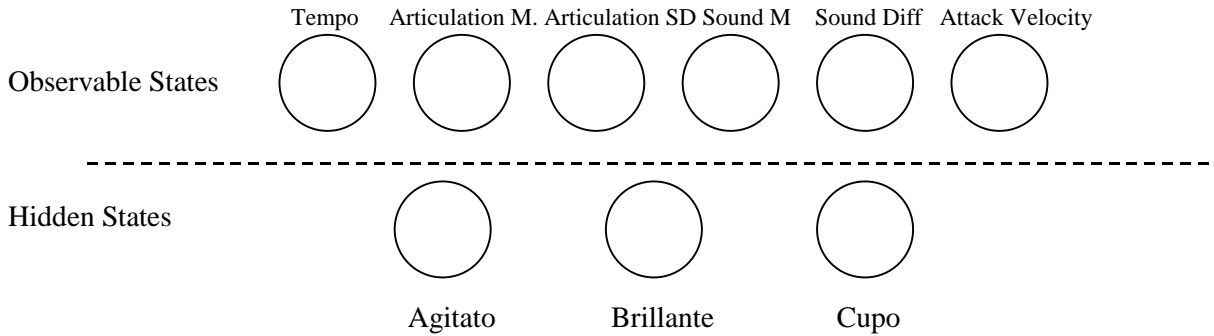 Tempo Articulation M. Articulation SD Sound M Sound Diff Attack Velocity
Observable States
Hidden States
Agitato Brillante Cupo